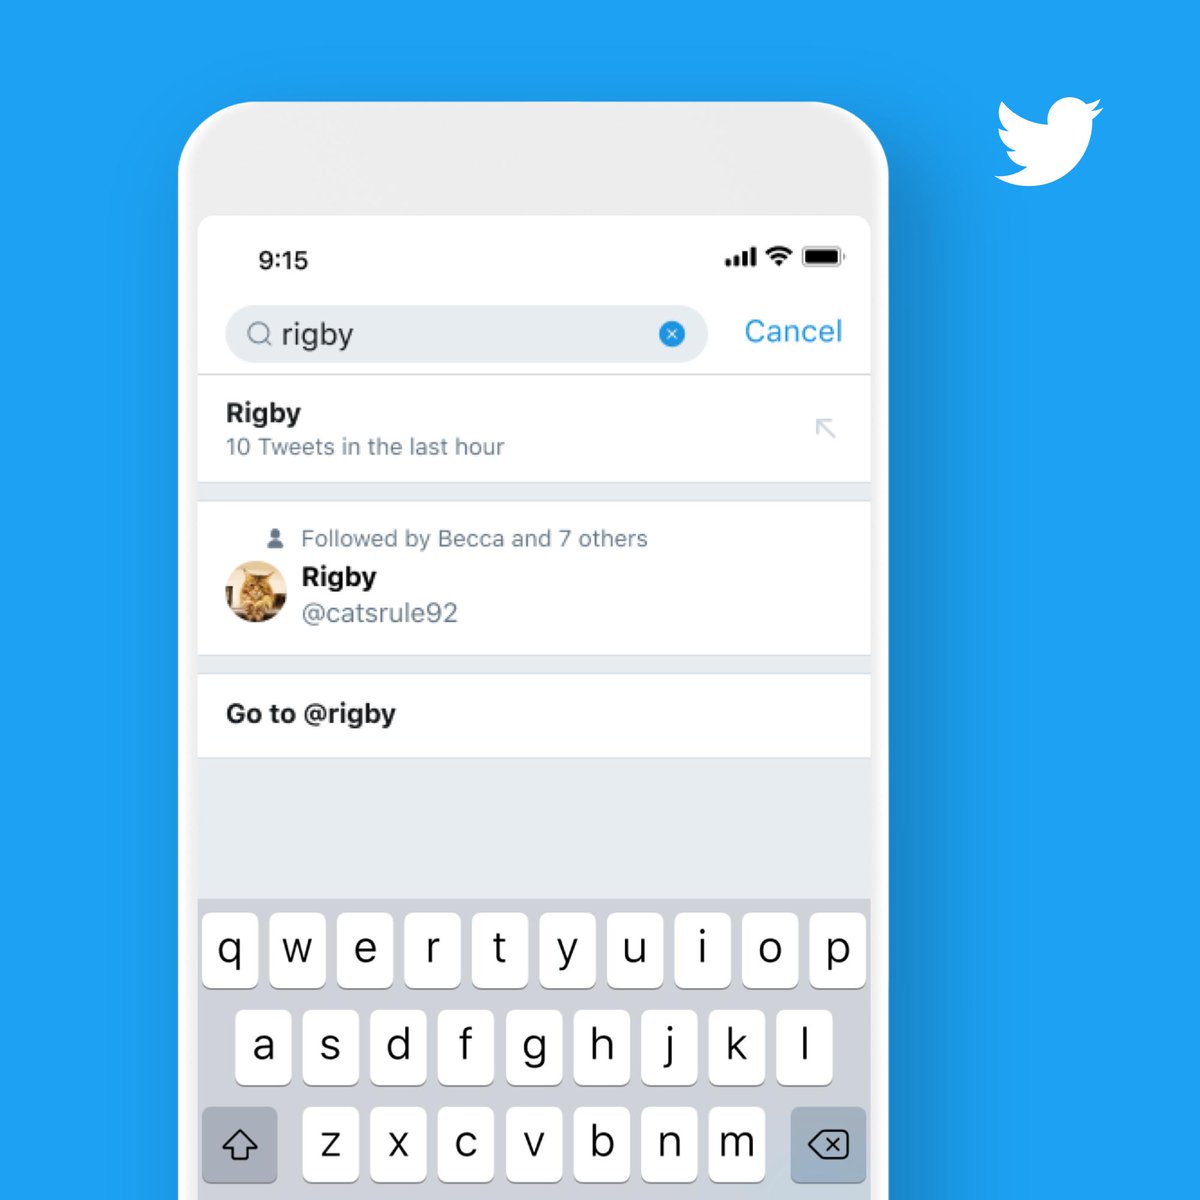 9:15
rigby
Cancel
Rigby
10 Tweets in the last hour
Followed by Becca and 7 others
Rigby
@catsrule92
Go to @rigby
q w e r t y u i o p
a s d f g h j k l
z x c v b n m